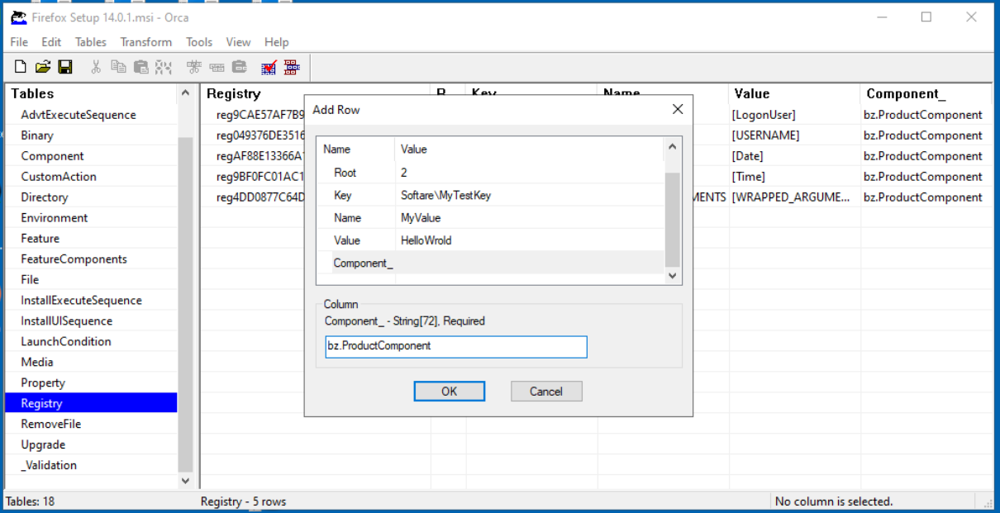 Firefox Setup 14.0.1.msi - Orca
File Edit Tables Transform Tools View Help
Tables
AdvtExecuteSequence
Binary
Component
CustomAction
Directory
Environment
Feature
FeatureComponents
File
InstallExecuteSequence
InstallUISequence
LaunchCondition
Media
Property
Registry
RemoveFile
Upgrade
_Validation
Registry R... Key Name Value Component_
reg9CAE57AF7B9 [LogonUser] bz.ProductComponent
reg049376DE3516 [USERNAME] bz.ProductComponent
regAF88E13366A [Date] bz.ProductComponent
reg9BF0FC01AC1 [Time] bz.ProductComponent
reg4DD0877C64D MENTS [WRAPPED_ARGUME... bz.ProductComponent
Add Row
Name Value
Root 2
Key Softare\MyTestKey
Name MyValue
Value HelloWrold
Component_
Column
Component_ - String[72], Required
bz.ProductComponent
OK Cancel
Tables: 18 Registry - 5 rows No column is selected.